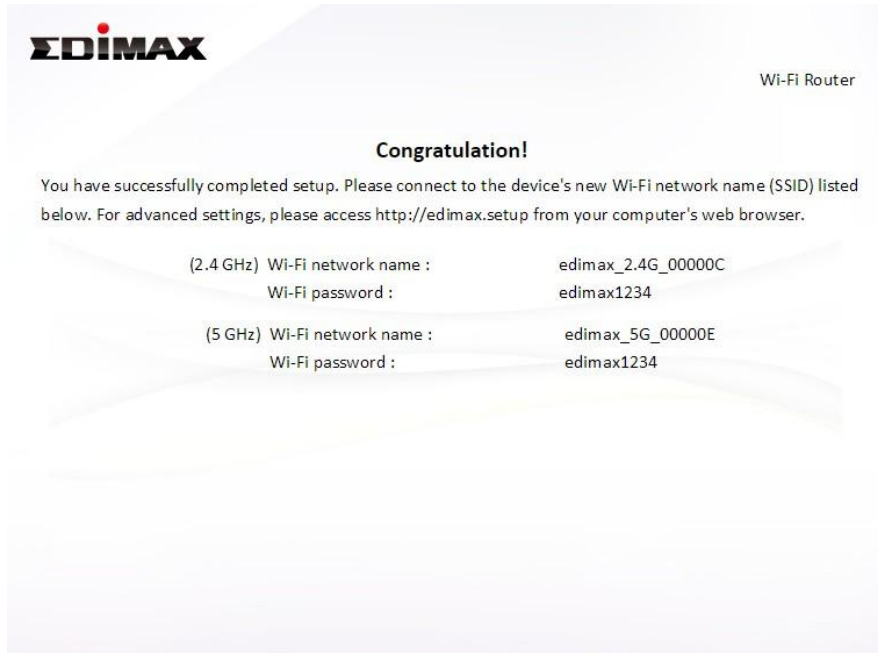 EDIMAX
Wi-Fi Router
Congratulation!
You have successfully completed setup. Please connect to the device's new Wi-Fi network name (SSID) listed
below. For advanced settings, please access http://edimax.setup from your computer's web browser.
(2.4 GHz) Wi-Fi network name : edimax_2.4G_00000C
Wi-Fi password : edimax1234
(5 GHz) Wi-Fi network name : edimax_5G_00000E
Wi-Fi password : edimax1234